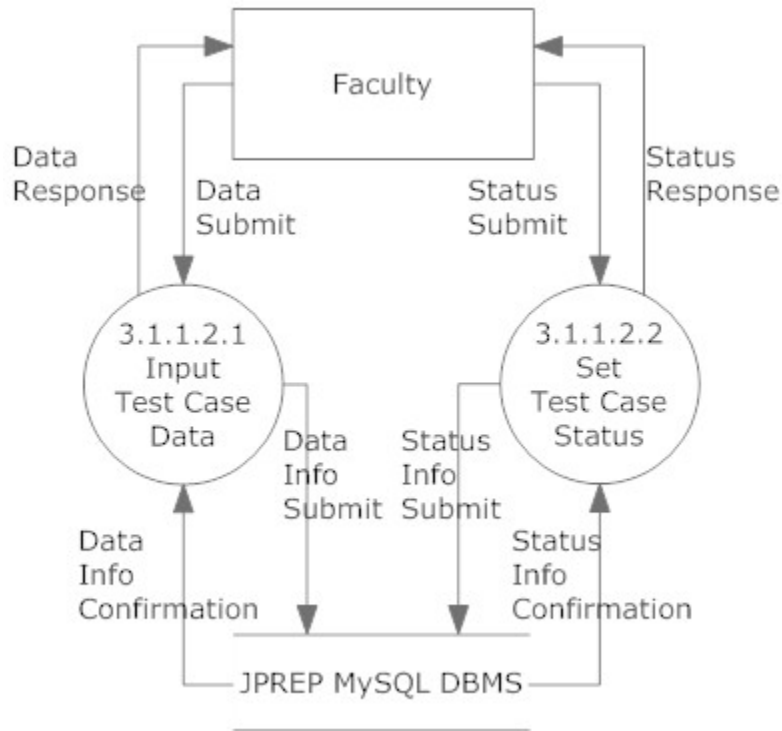 Faculty
Data
Response
Data
Submit
Status
Submit
Status
Response
3.1.1.2.1
Input
Test Case
Data
3.1.1.2.2
Set
Test Case
Status
Data
Info
Submit
Status
Info
Submit
Data
Info
Confirmation
Status
Info
Confirmation
JPREP MySQL DBMS